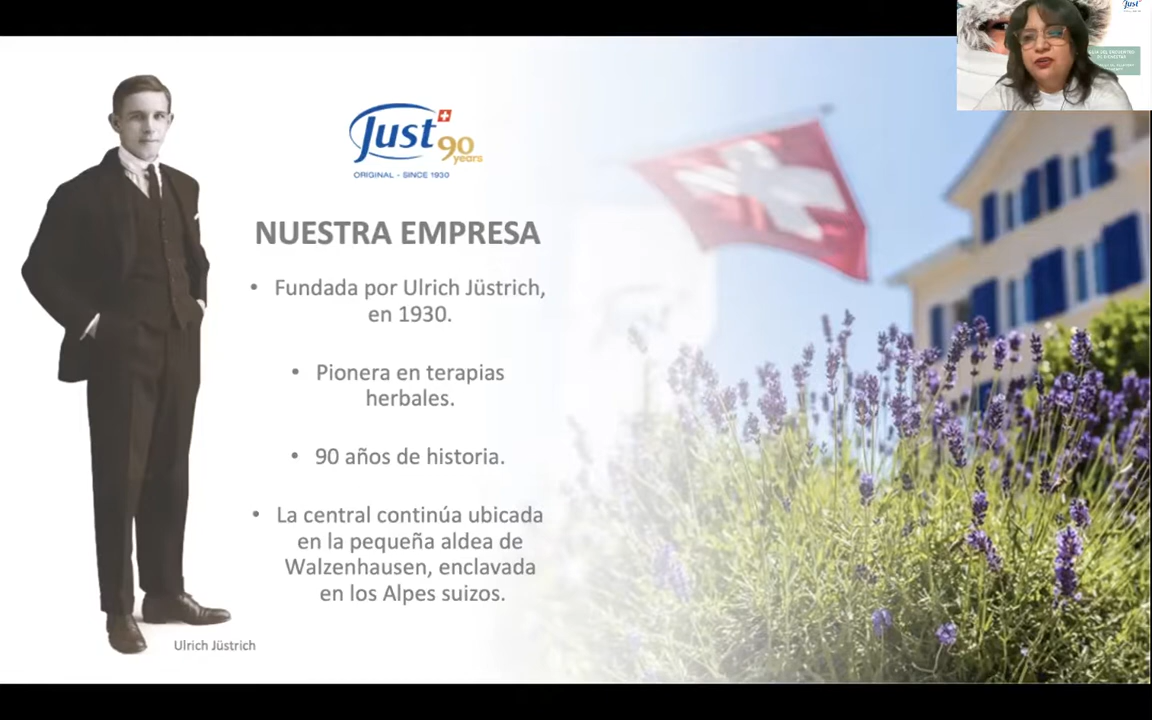 Just
90
years
ORIGINAL - SINCE 1930
NUESTRA EMPRESA
• Fundada por Ulrich Jüstrich,
en 1930.
• Pionera en terapias
herbales.
• 90 años de historia.
• La central continúa ubicada
en la pequeña aldea de
Walzenhausen, enclavada
en los Alpes suizos.
Ulrich Jüstrich
Just